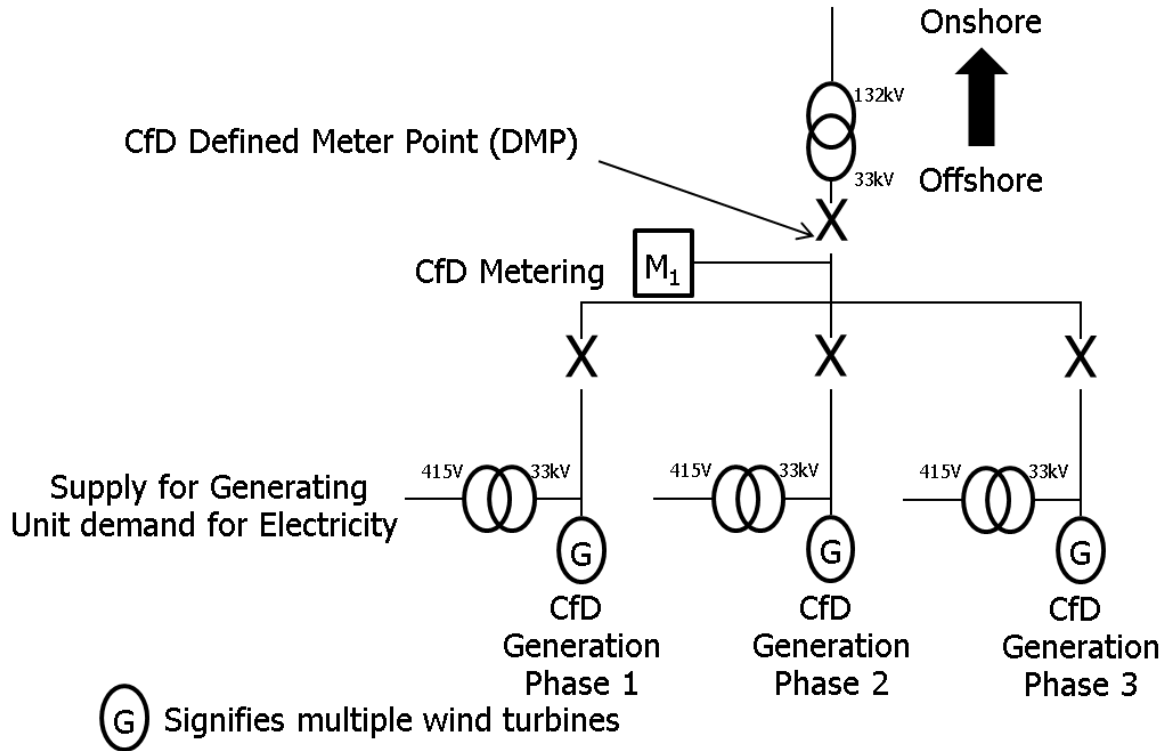 Onshore
132kV
CfD Defined Meter Point (DMP)
33kV
Offshore
X
CfD Metering
M1
X
X
X
415V
33kV
415V
33kV
415V
33kV
Supply for Generating
Unit demand for Electricity
G
G
G
CfD
Generation
Phase 1
CfD
Generation
Phase 2
CfD
Generation
Phase 3
G
Signifies multiple wind turbines